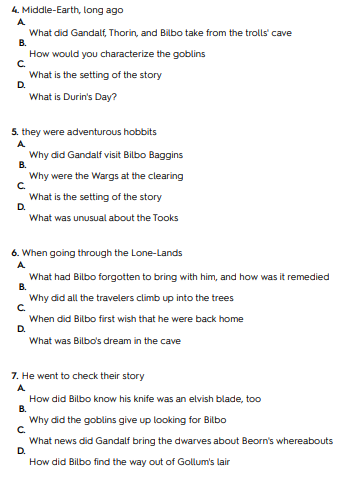 4. Middle-Earth, long ago
A.
What did Gandalf, Thorin, and Bilbo take from the trolls' cave
B.
How would you characterize the goblins
C.
What is the setting of the story
D.
What is Durin's Day?
5. they were adventurous hobbits
A.
Why did Gandalf visit Bilbo Baggins
B.
Why were the Wargs at the clearing
C.
What is the setting of the story
D.
What was unusual about the Tooks
6. When going through the Lone-Lands
A.
What had Bilbo forgotten to bring with him, and how was it remedied
B.
Why did all the travelers climb up into the trees
C.
When did Bilbo first wish that he were back home
D.
What was Bilbo's dream in the cave
7. He went to check their story
A.
How did Bilbo know his knife was an elvish blade, too
B.
Why did the goblins give up looking for Bilbo
C.
What news did Gandalf bring the dwarves about Beorn's whereabouts
D.
How did Bilbo find the way out of Gollum's lair